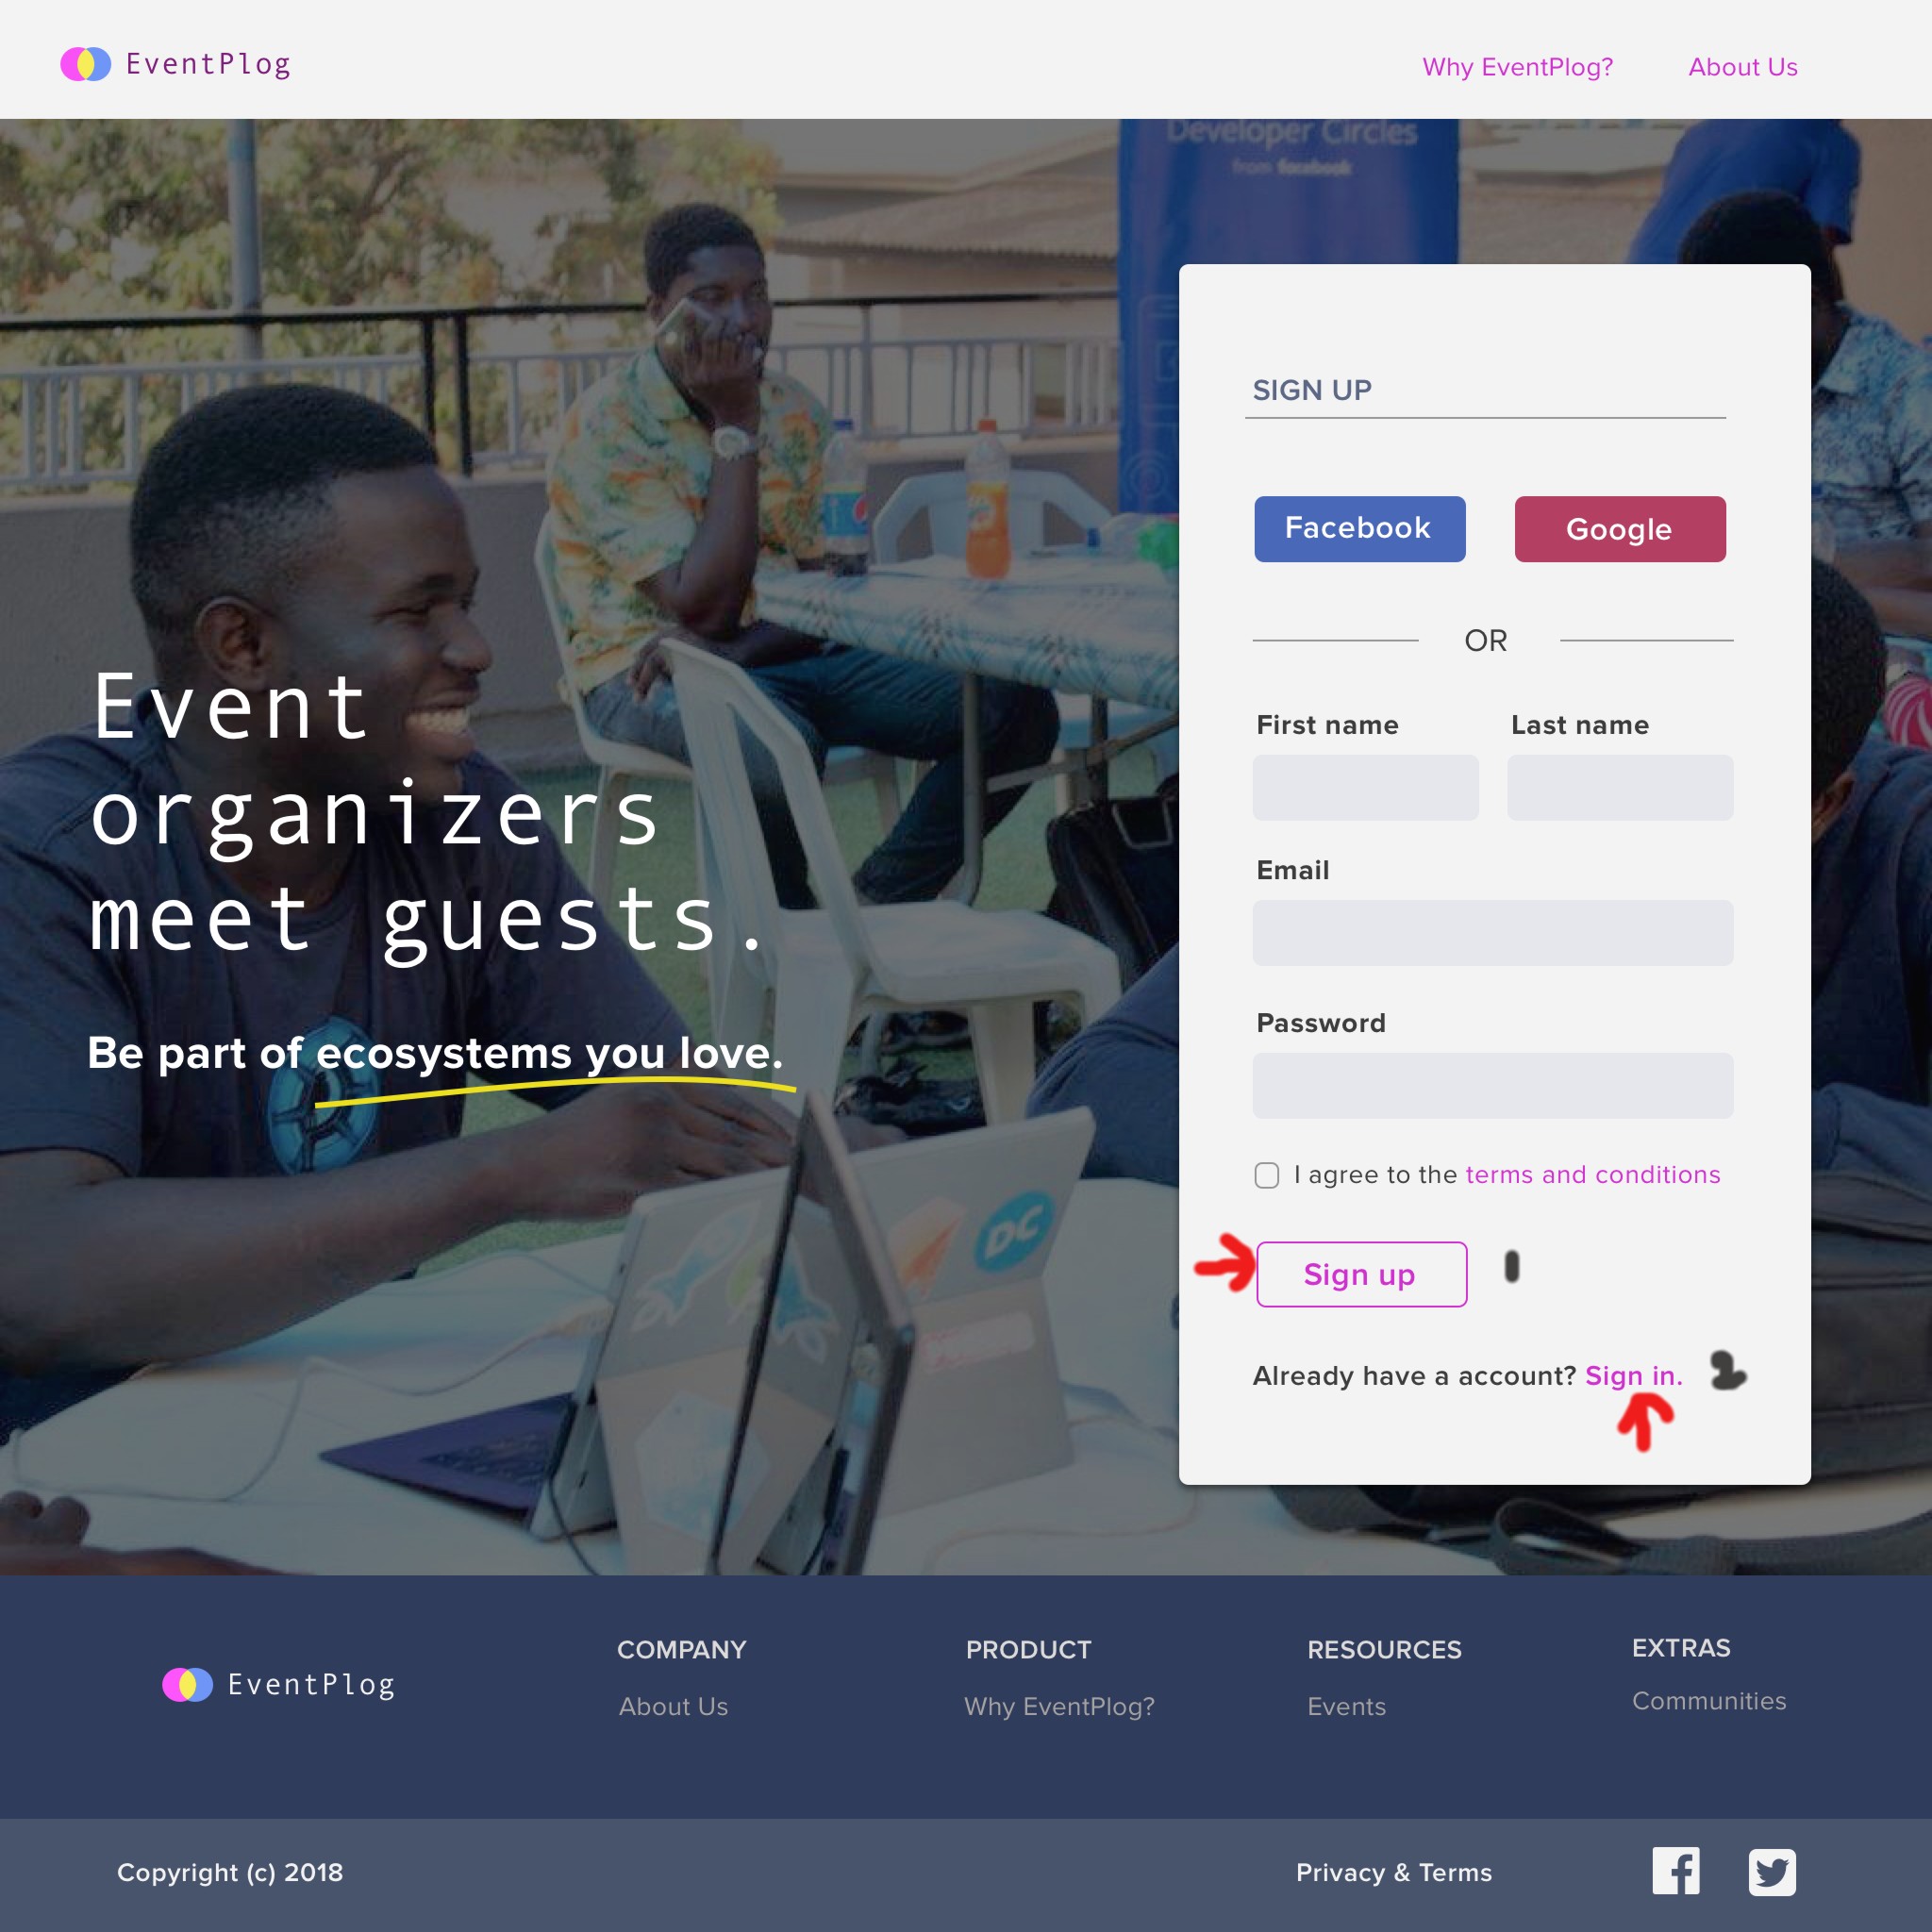 EventPlog
Why EventPlog? About Us
Developer Circles
from facebook
SIGN UP
Facebook Google
OR
First name Last name
Email
Password
I agree to the terms and conditions
Sign up 1
Already have a account? Sign in. 2
Event
organizers
meet guests.
Be part of ecosystems you love.
DC
EventPlog
COMPANY
About Us
PRODUCT
Why EventPlog?
RESOURCES
Events
EXTRAS
Communities
Copyright (c) 2018
Privacy & Terms